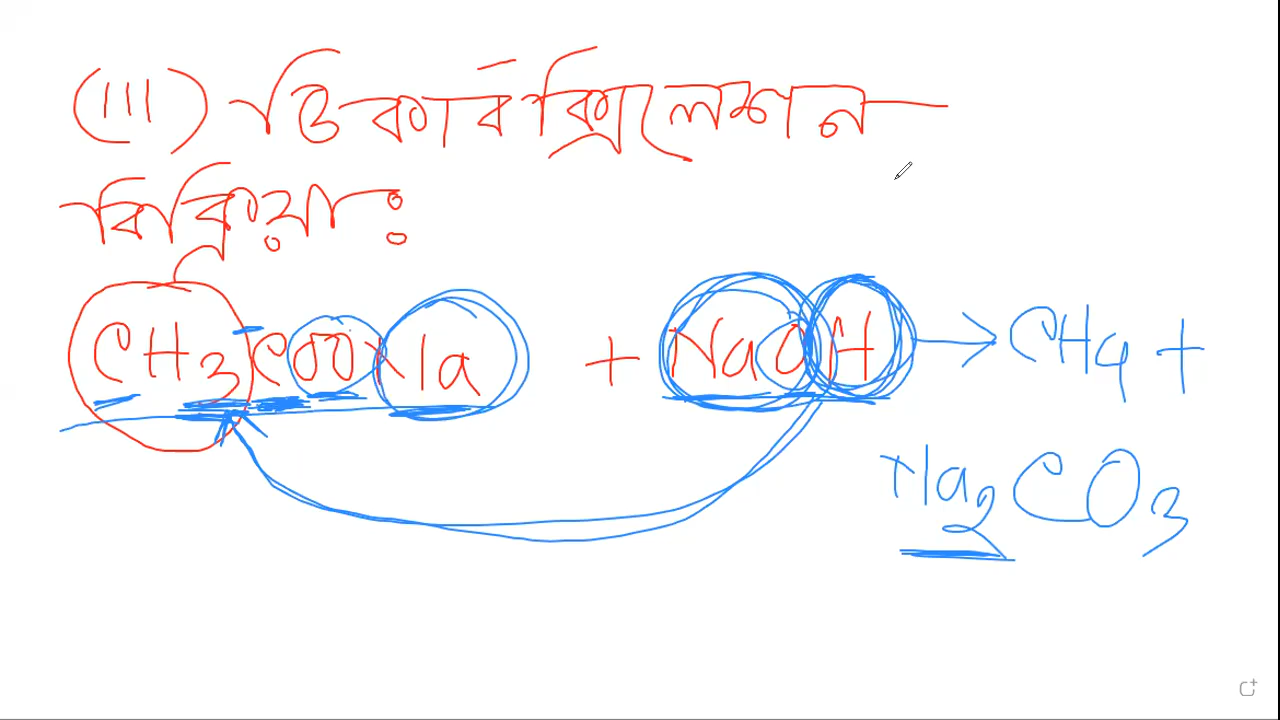 (III) ডিকার্বক্সিলেশন
বিক্রিয়াঃ
CH3COONa + NaOH → CH4 +
Na2CO3